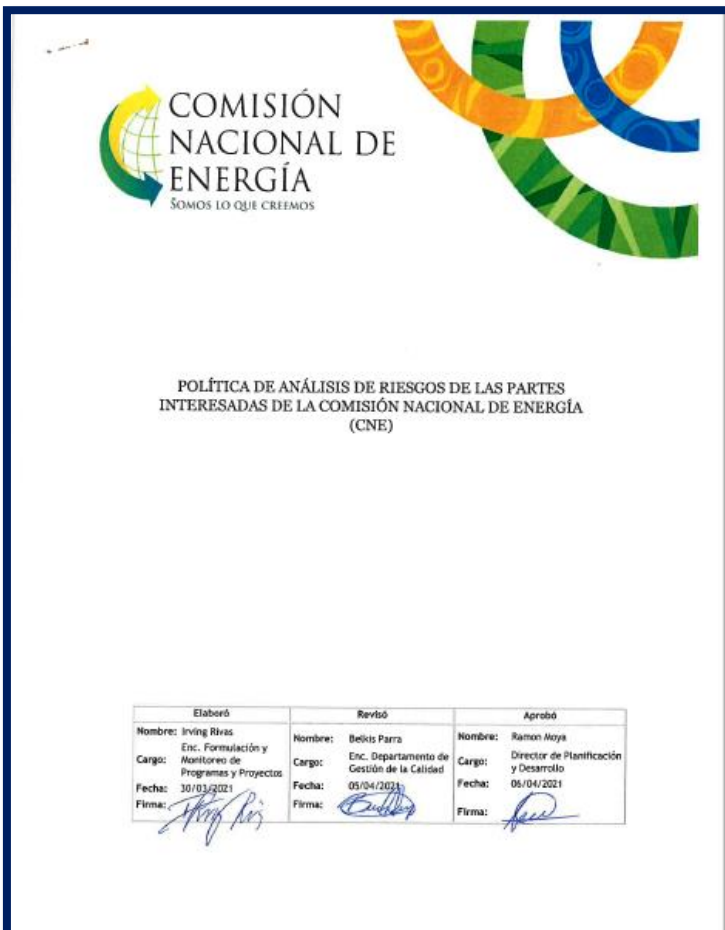 COMISIÓN
NACIONAL DE
ENERGÍA
SOMOS LO QUE CREEMOS
POLÍTICA DE ANÁLISIS DE RIESGOS DE LAS PARTES
INTERESADAS DE LA COMISIÓN NACIONAL DE ENERGÍA
(CNE)
Elaboró
Nombre: Irving Rivas
Cargo: Enc. Formulación y
Monitoreo de
Programas y Proyectos
Fecha: 30/03/2021
Firma:
Revisó
Nombre: Belkis Parra
Cargo: Enc. Departamento de
Gestión de la Calidad
Fecha: 05/04/2021
Firma:
Aprobó
Nombre: Ramon Moya
Cargo: Director de Planificación
y Desarrollo
Fecha: 06/04/2021
Firma: